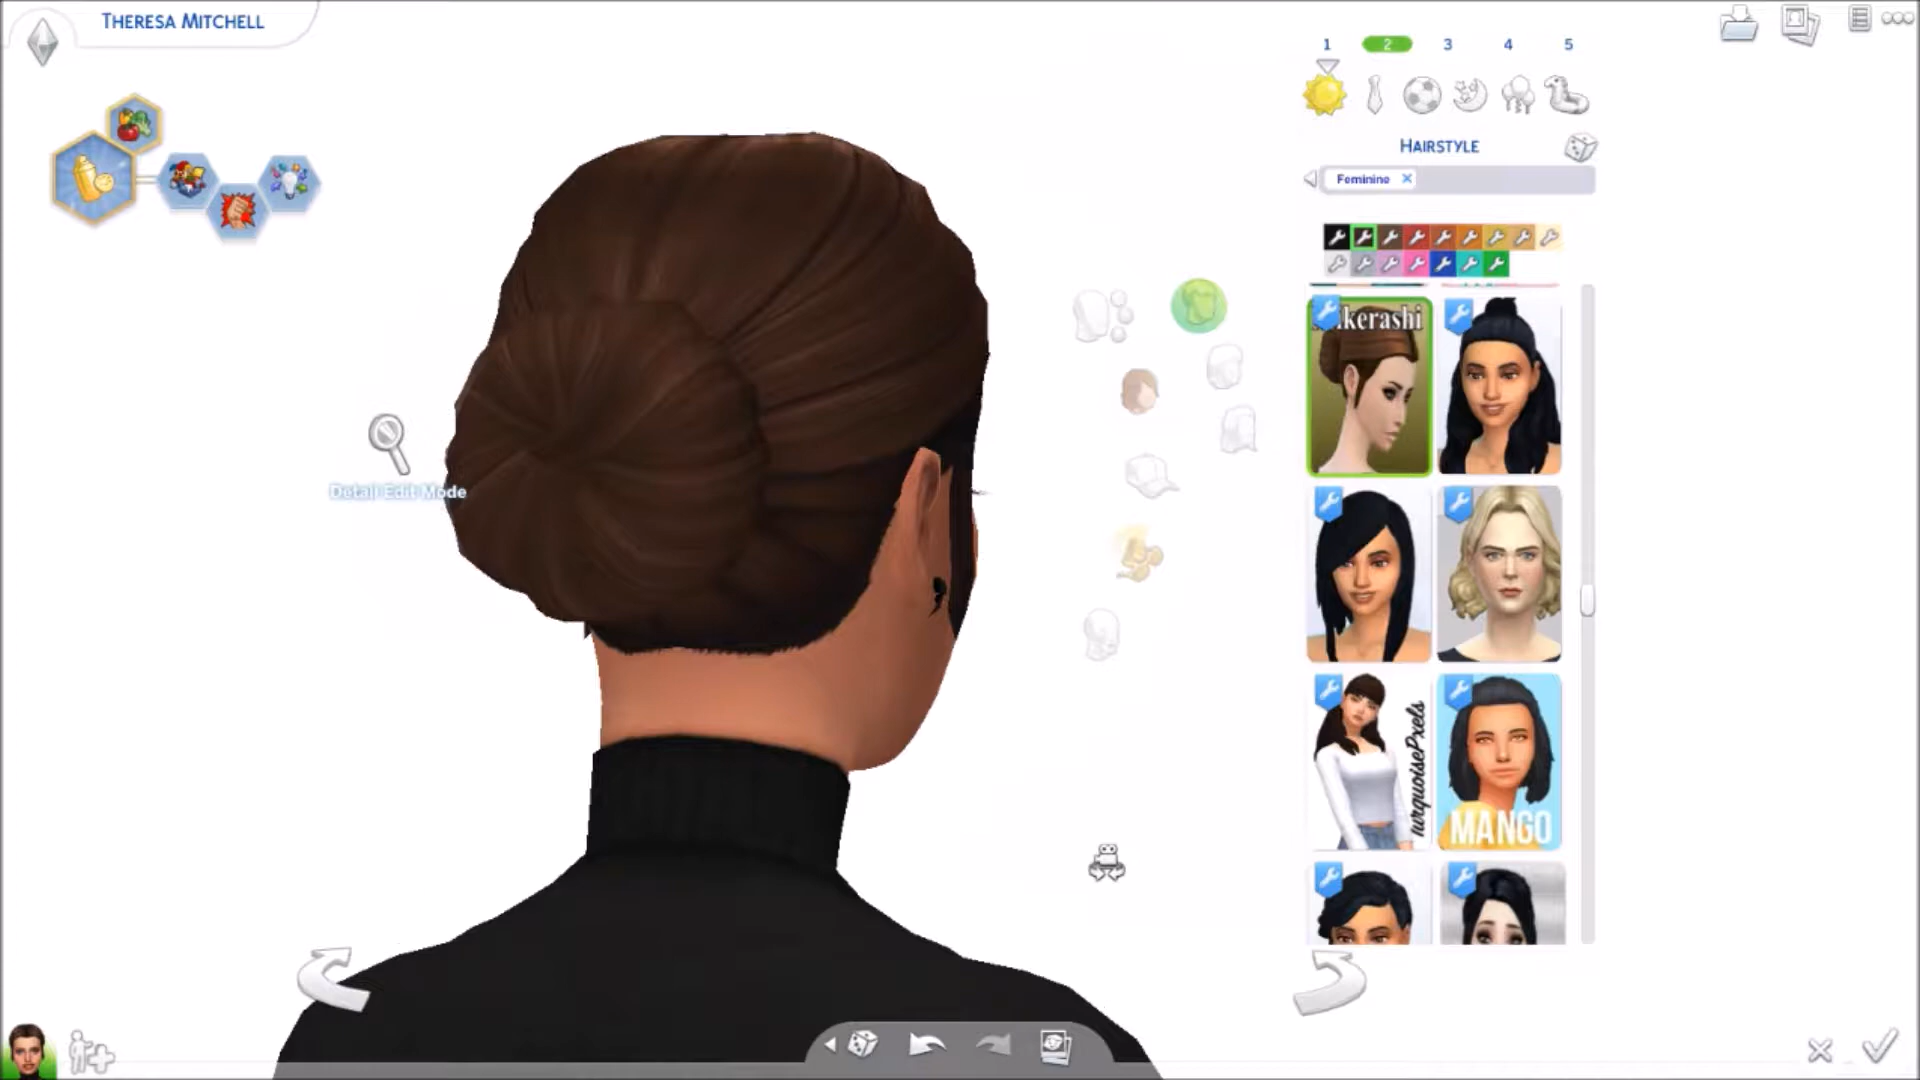 THERESA MITCHELL
1 2 3 4 5
HAIRSTYLE
Feminine
Detail Edit Mode
MANGO